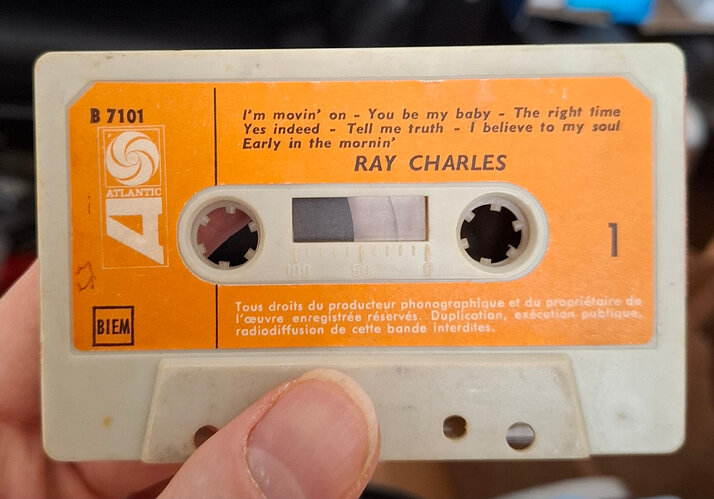 B 7101
I'm movin' on - You be my baby - The right time
Yes indeed - Tell me truth - I believe to my soul
Early in the mornin'
RAY CHARLES
ATLANTIC
A
1
100 50 0
BIEM
Tous droits du producteur phonographique et du propriétaire de
l'œuvre enregistrée réservés. Duplication, exécution publique,
radiodiffusion de cette bande interdites.